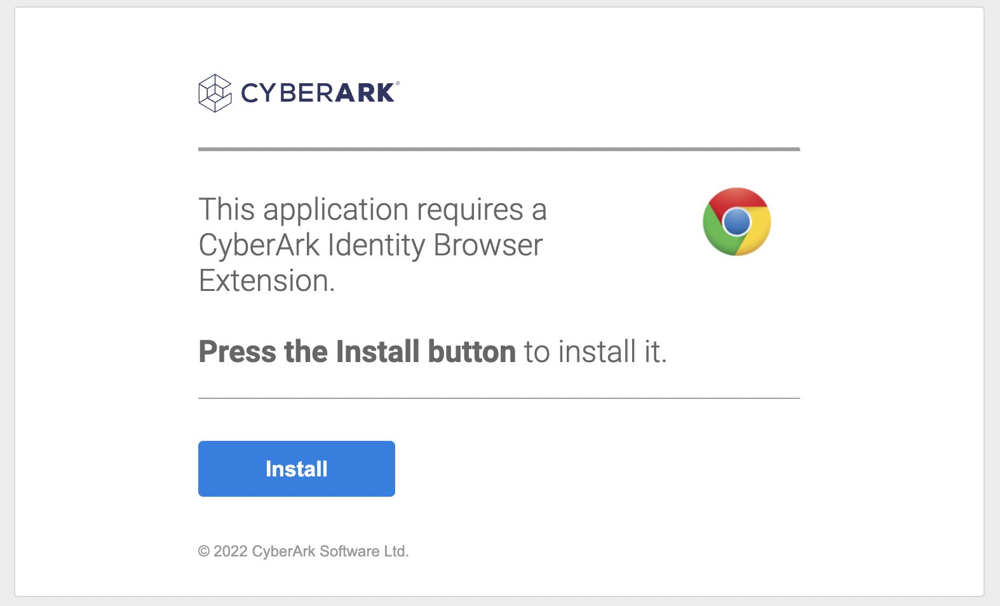 CYBERARK®
This application requires a
CyberArk Identity Browser
Extension.
Press the Install button to install it.
Install
© 2022 CyberArk Software Ltd.